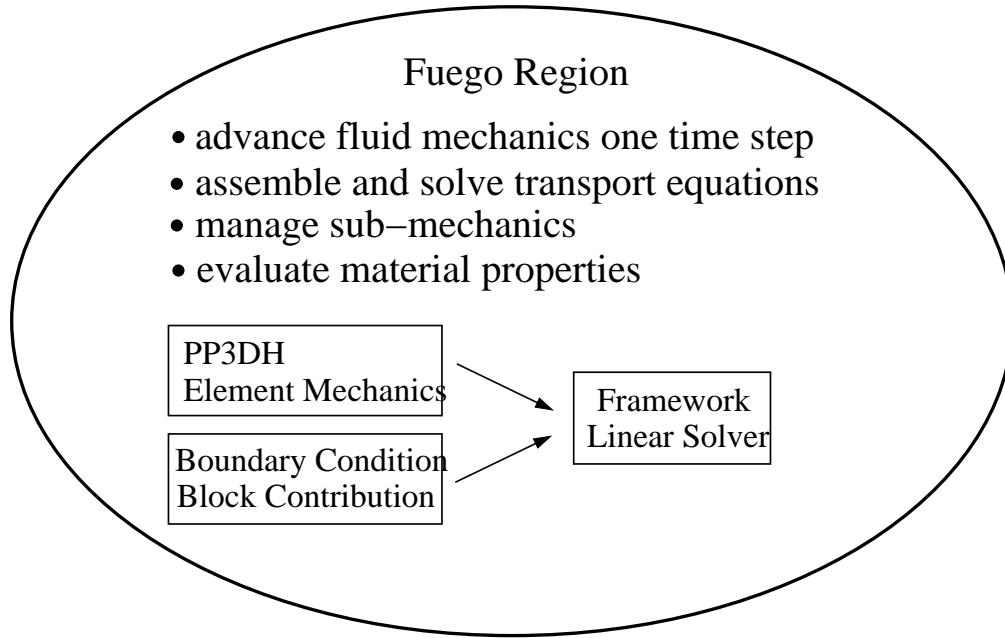 Fuego Region
• advance fluid mechanics one time step
• assemble and solve transport equations
• manage sub−mechanics
• evaluate material properties
PP3DH
Element Mechanics
Boundary Condition
Block Contribution
Framework
Linear Solver